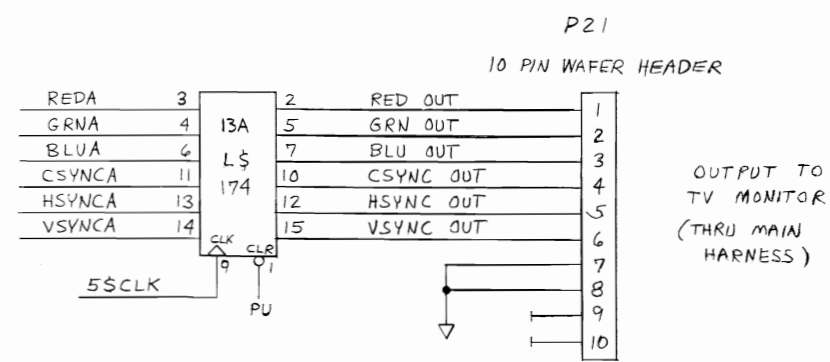 P21
10 PIN WAFER HEADER
REDA 3 2 RED OUT 1
GRNA 4 13A 5 GRN OUT 2
BLUA 6 L$ 7 BLU OUT 3
CSYNCA 11 174 10 CSYNC OUT 4
HSYNCA 13 12 HSYNC OUT 5
VSYNCA 14 15 VSYNC OUT 6
CLK CLR
9 1
7
8
9
10
5$CLK
PU
OUTPUT TO
TV MONITOR
(THRU MAIN
HARNESS)